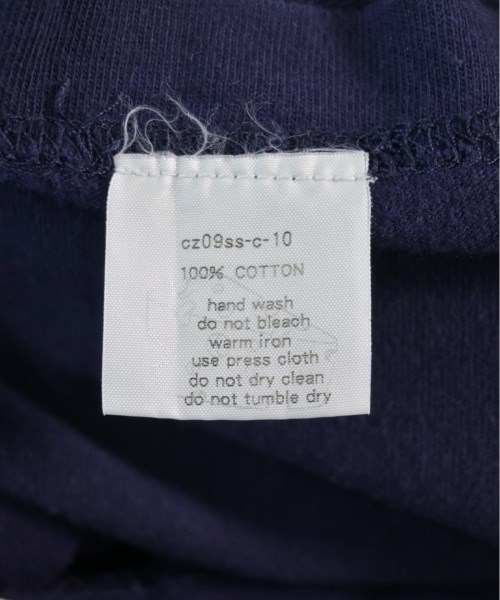 cz09ss-c-10
100% COTTON
hand wash
do not bleach
warm iron
use press cloth
do not dry clean
do not tumble dry